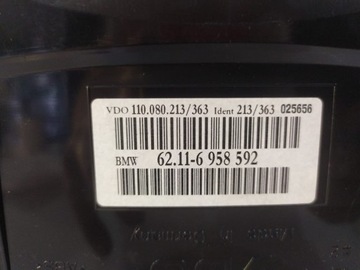 VDO 110.080.213/363 Ident 213/363 025656
BMW 62.11-6 958 592